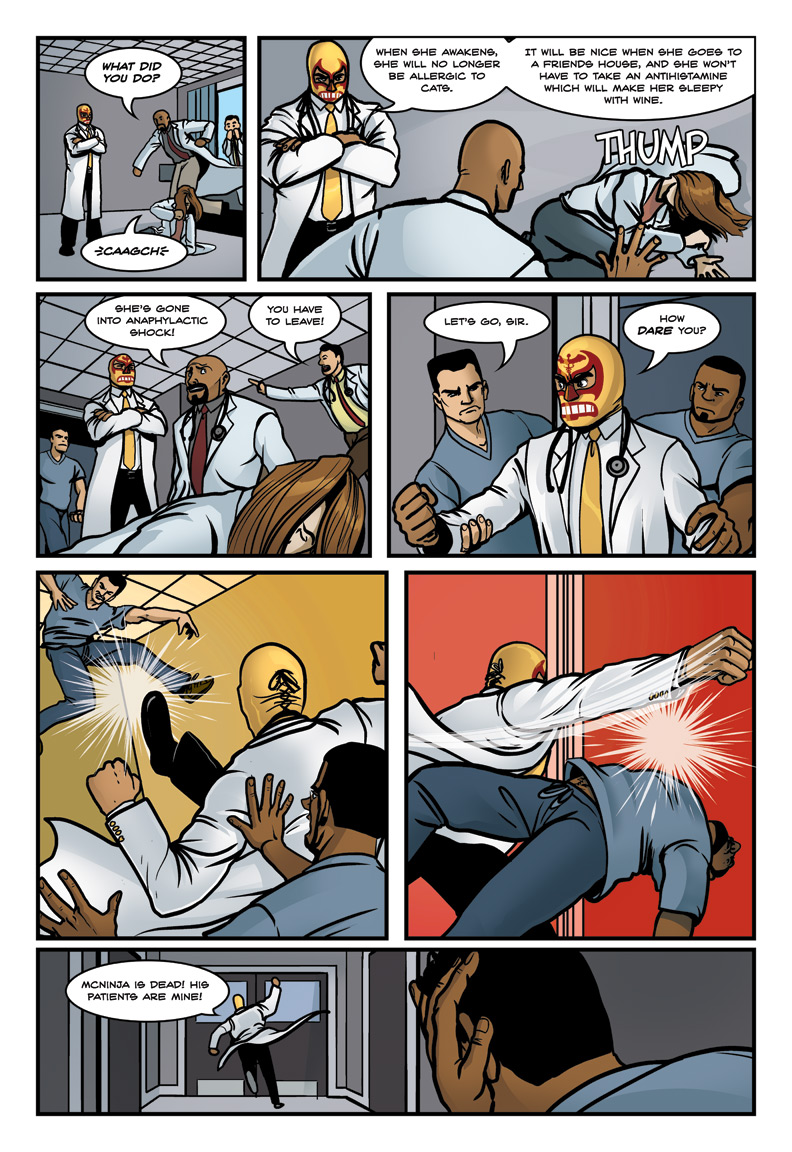 WHAT DID
YOU DO?
CAAGCH
WHEN SHE AWAKENS,
SHE WILL NO LONGER
BE ALLERGIC TO
CATS.
IT WILL BE NICE WHEN SHE GOES TO
A FRIENDS HOUSE, AND SHE WON'T
HAVE TO TAKE AN ANTIHISTAMINE
WHICH WILL MAKE HER SLEEPY
WITH WINE.
THUMP
SHE'S GONE
INTO ANAPHYLACTIC
SHOCK!
YOU HAVE
TO LEAVE!
LET'S GO, SIR.
HOW
DARE YOU?
MCNINJA IS DEAD! HIS
PATIENTS ARE MINE!